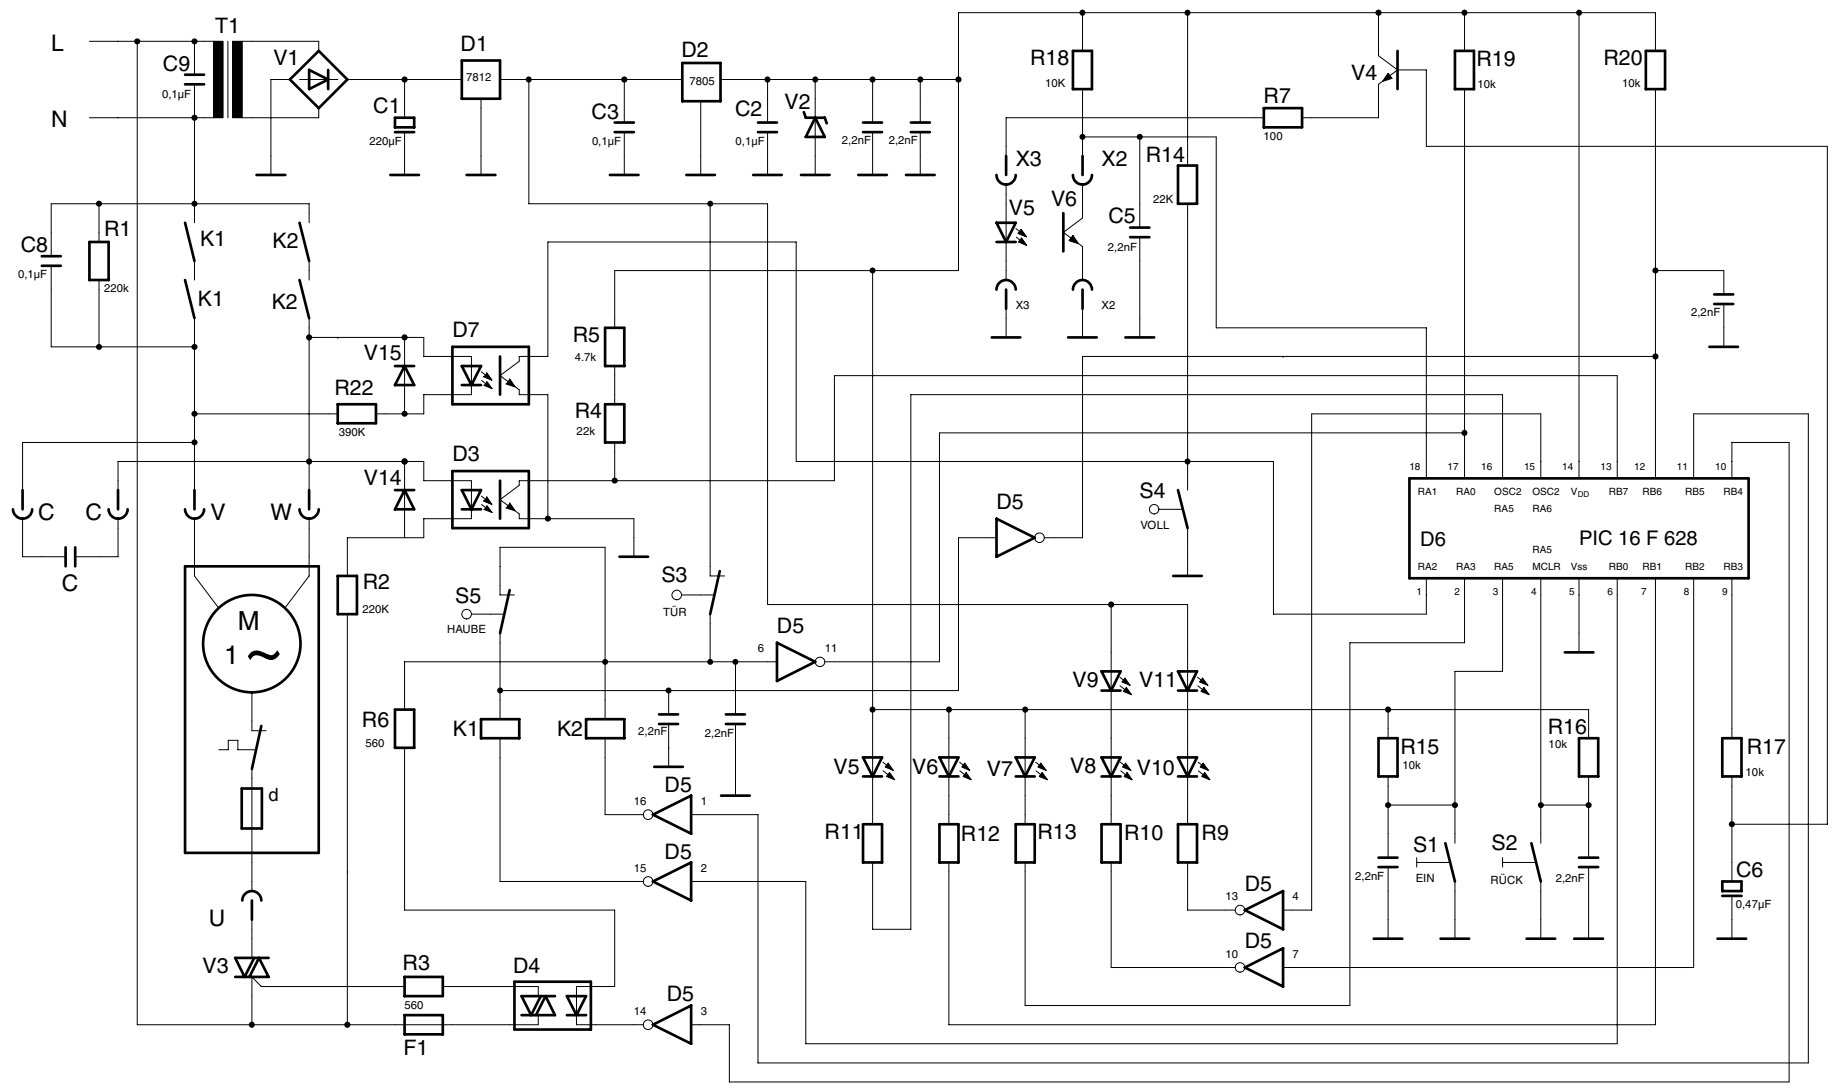 T1
L
N
C9
0,1µF
V1
D1
7812
D2
7805
C1
220µF
C3
0,1µF
C2
0,1µF
V2
2,2nF
2,2nF
R18
10K
V4
R19
10k
R20
10k
R7
100
X3
X2
R14
22K
V5
V6
C5
2,2nF
X3
X2
2,2nF
C8
0,1µF
R1
220k
K1
K2
K1
K2
D7
V15
R22
390K
R5
4.7k
R4
22k
D3
V14
C
C
V
W
C
R2
220K
M
1 ~
d
U
V3
R3
560
F1
D4
S5
HAUBE
S3
TÜR
D5
6
11
R6
560
K1
K2
2,2nF
2,2nF
D5
16
1
D5
15
2
D5
14
3
D5
S4
VOLL
V9
V11
V5
V6
V7
V8
V10
R11
R12
R13
R10
R9
D5
13
4
D5
10
7
18 17 16 15 14 13 12 11 10
RA1 RA0 OSC2 OSC2 VDD RB7 RB6 RB5 RB4
RA5 RA6
D6
PIC 16 F 628
RA5
RA2 RA3 RA5 MCLR Vss RB0 RB1 RB2 RB3
1 2 3 4 5 6 7 8 9
R15
10k
R16
10k
R17
10k
S1
EIN
S2
RÜCK
2,2nF
2,2nF
C6
0,47µF